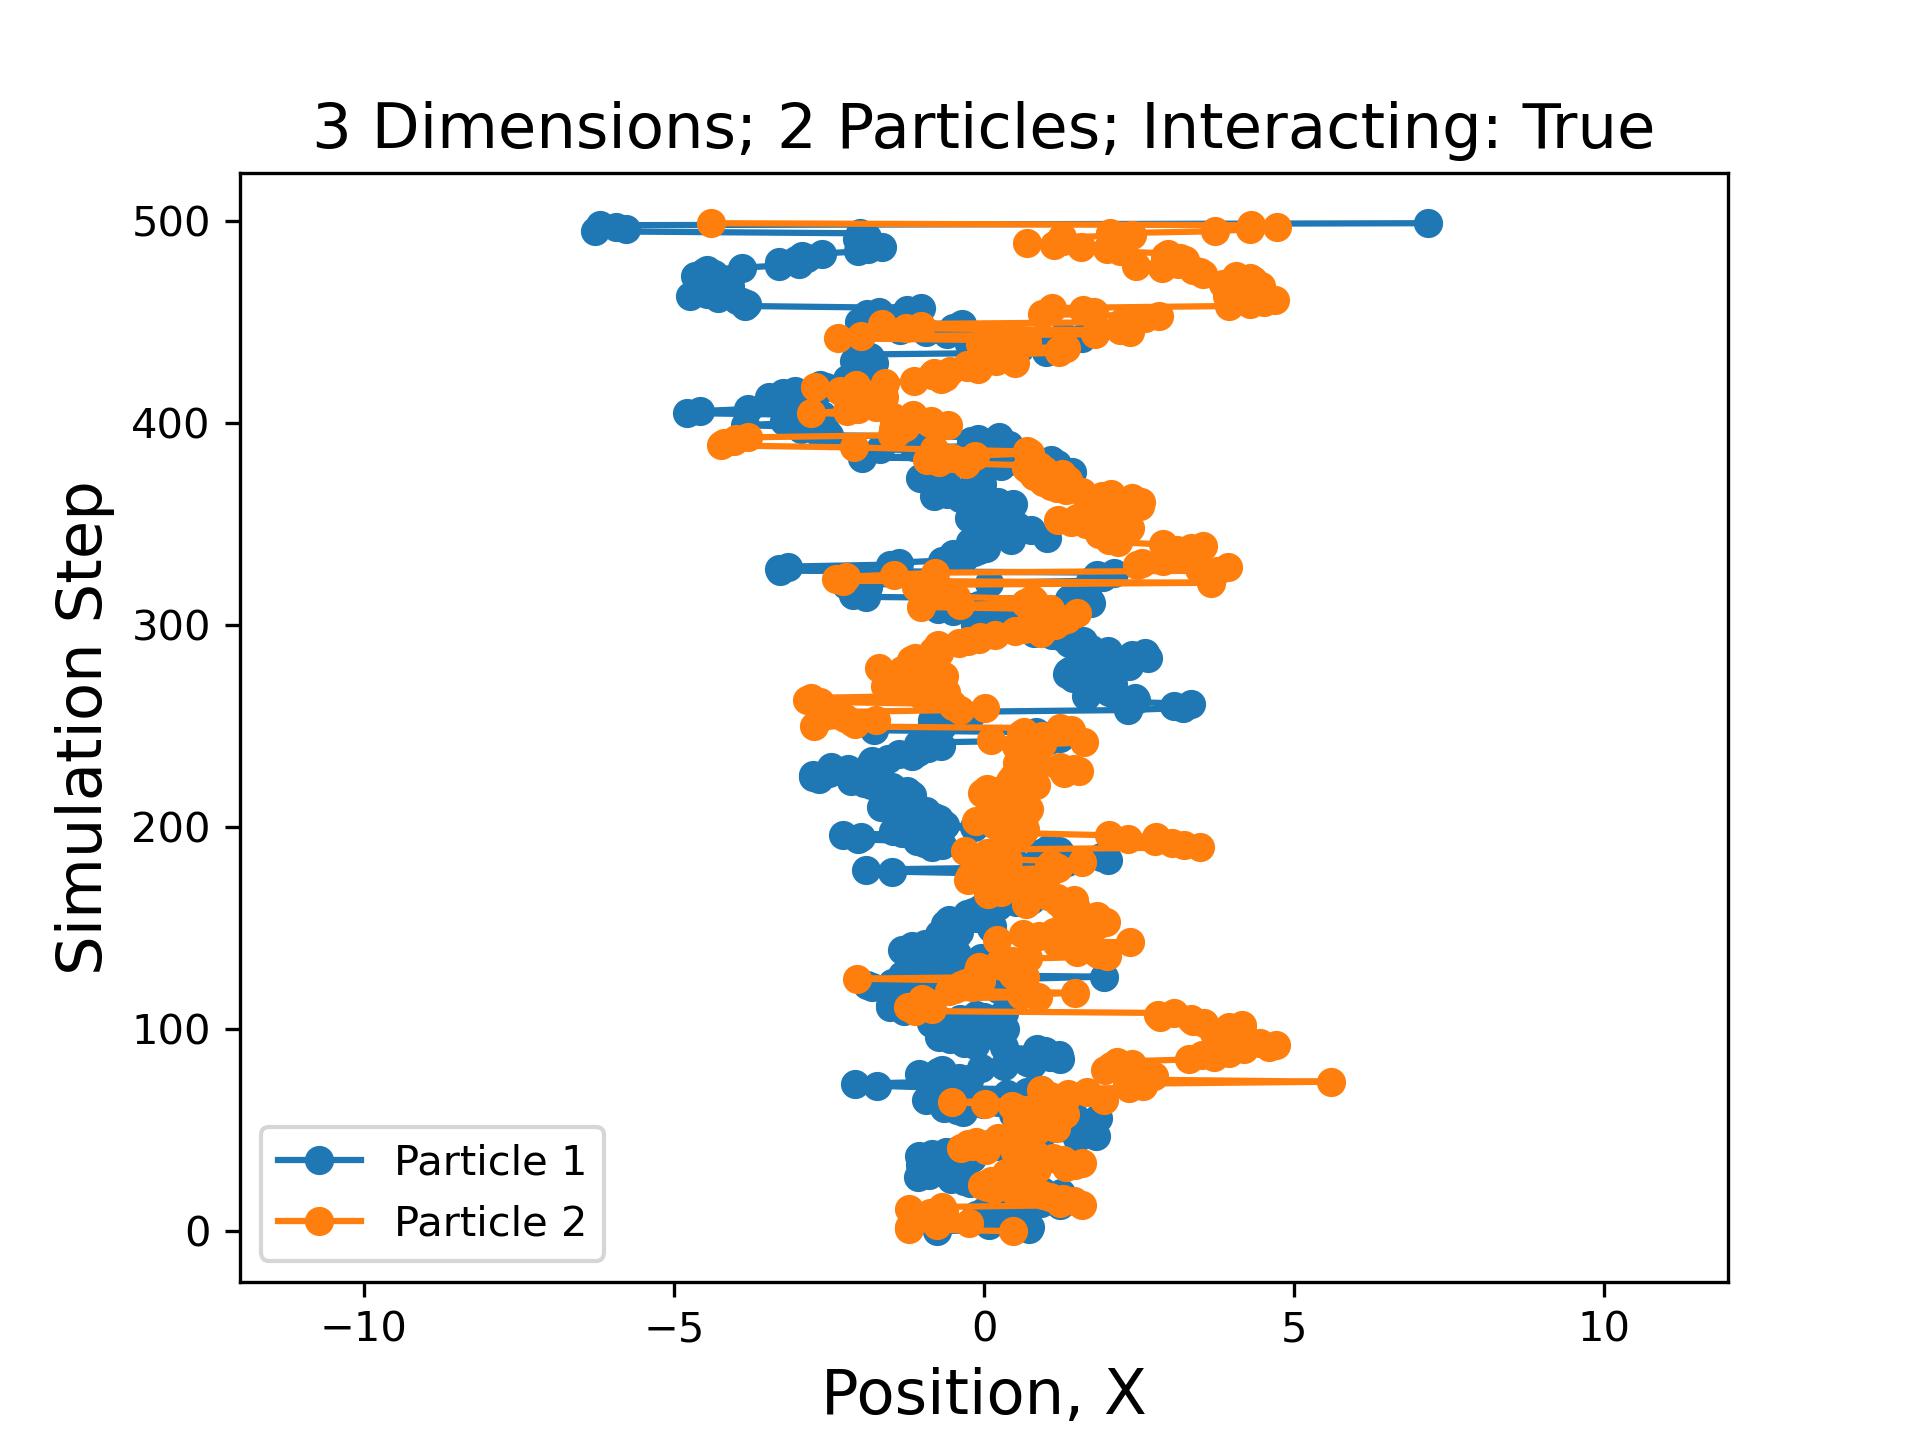 3 Dimensions; 2 Particles; Interacting: True
Simulation Step
500
400
300
200
100
0
Particle 1
Particle 2
−10
−5
0
5
10
Position, X